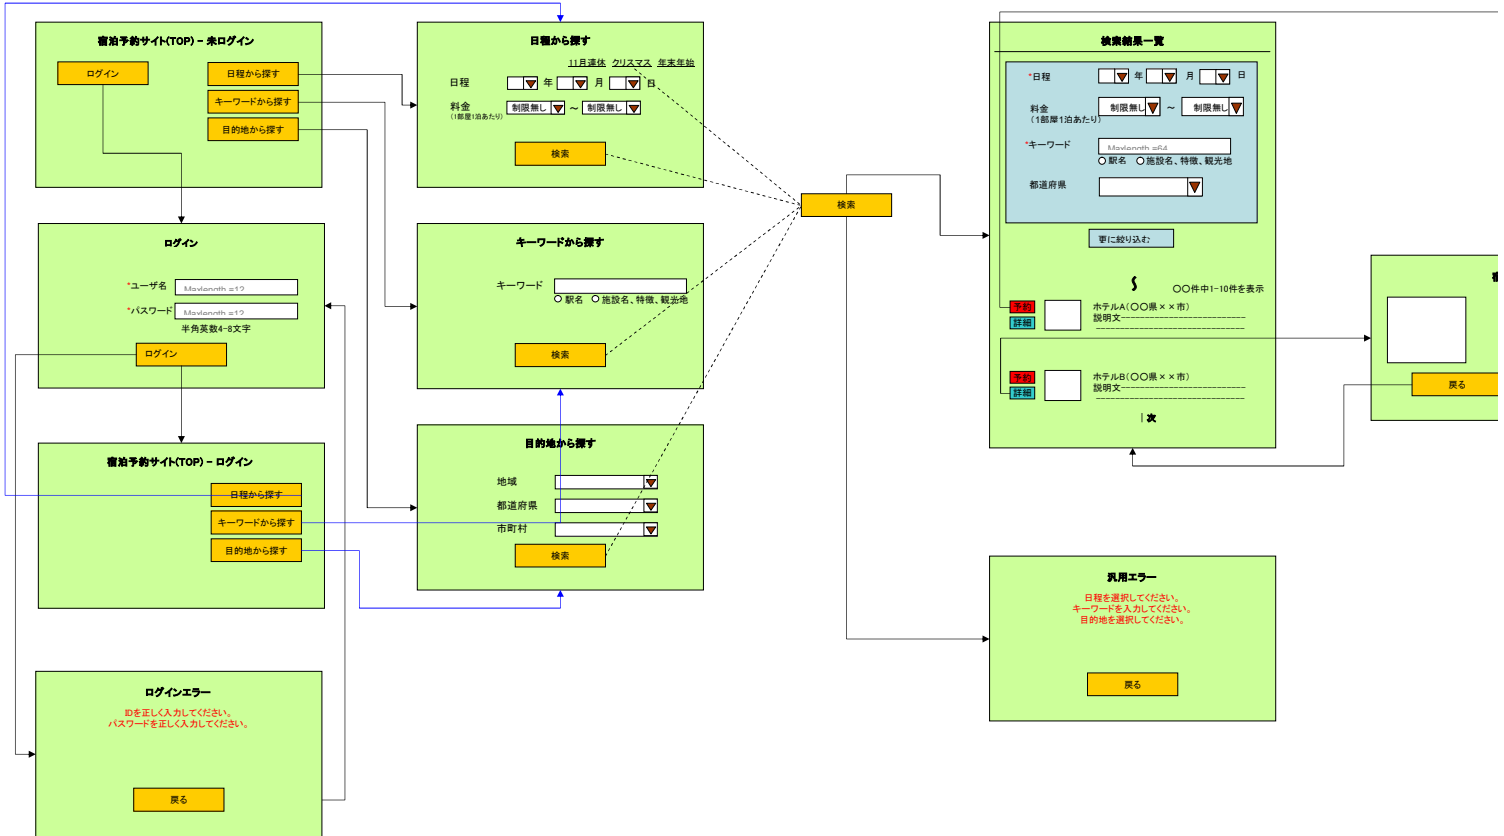 宿泊予約サイト(TOP) - 未ログイン
ログイン
日程から探す
キーワードから探す
目的地から探す
ログイン
*ユーザ名
Maxlength =12
*パスワード
Maxlength =12
半角英数4-8文字
ログイン
宿泊予約サイト(TOP) - ログイン
日程から探す
キーワードから探す
目的地から探す
ログインエラー
IDを正しく入力してください。
パスワードを正しく入力してください。
戻る
日程から探す
11月連休 クリスマス 年末年始
日程 年 月 日
料金 制限無し ~ 制限無し
(1部屋1泊あたり)
検索
キーワードから探す
キーワード
駅名 施設名、特徴、観光地
検索
目的地から探す
地域
都道府県
市町村
検索
検索
検索結果一覧
*日程 年 月 日
料金 制限無し ~ 制限無し
(1部屋1泊あたり)
*キーワード Maxlength =64
駅名 施設名、特徴、観光地
都道府県
更に絞り込む
〇〇件中1-10件を表示
予約 ホテルA(〇〇県××市)
詳細 説明文
予約 ホテルB(〇〇県××市)
詳細 説明文
| 次
汎用エラー
日程を選択してください。
キーワードを入力してください。
目的地を選択してください。
戻る
戻る